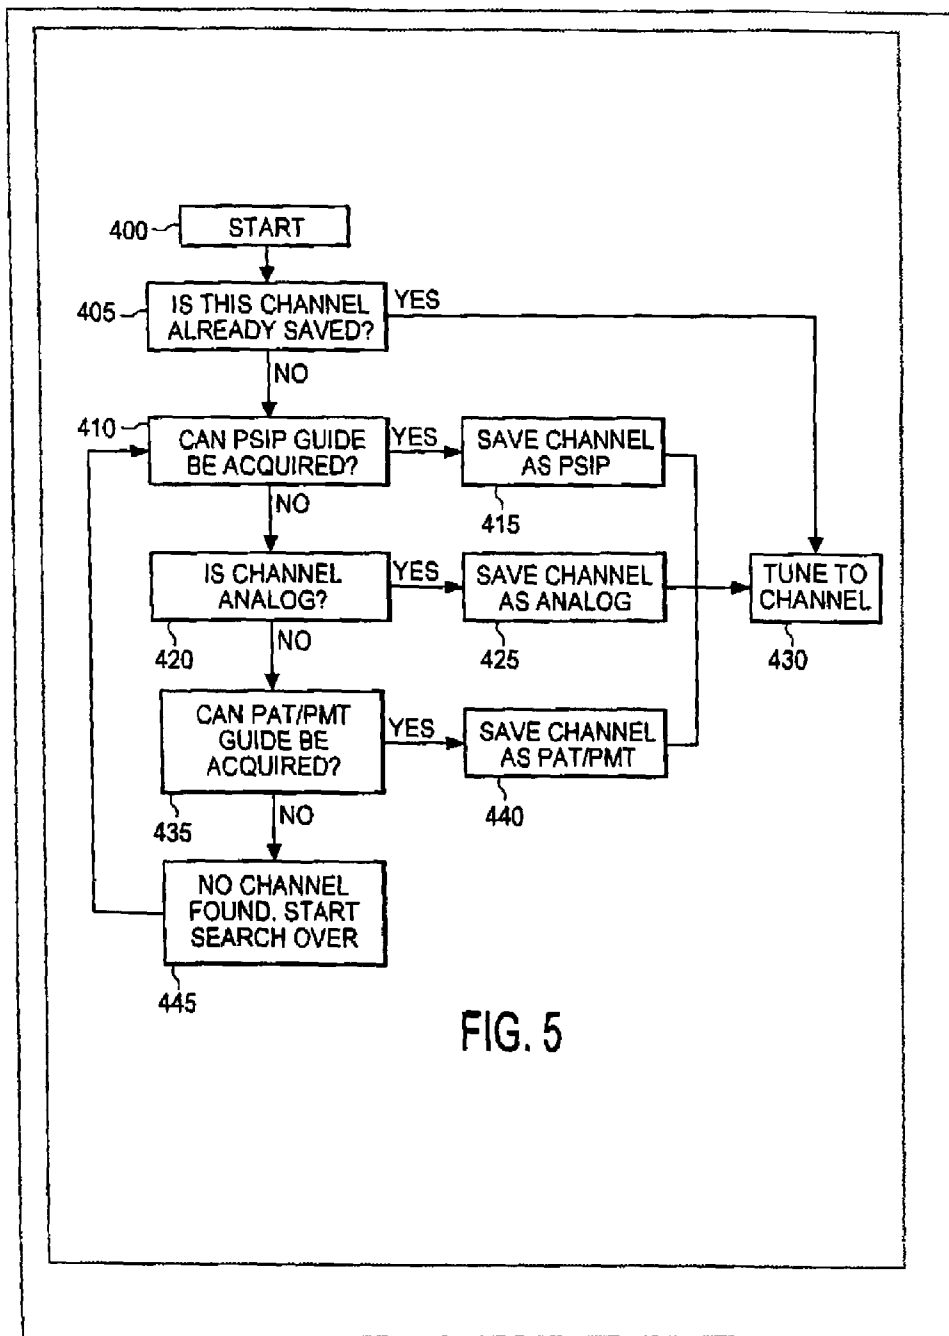 400
START
405
IS THIS CHANNEL
ALREADY SAVED?
YES
NO
410
CAN PSIP GUIDE
BE ACQUIRED?
YES
SAVE CHANNEL
AS PSIP
415
NO
IS CHANNEL
ANALOG?
YES
SAVE CHANNEL
AS ANALOG
TUNE TO
CHANNEL
420
NO
425
430
CAN PAT/PMT
GUIDE BE
ACQUIRED?
YES
SAVE CHANNEL
AS PAT/PMT
440
435
NO
NO CHANNEL
FOUND. START
SEARCH OVER
445
FIG. 5